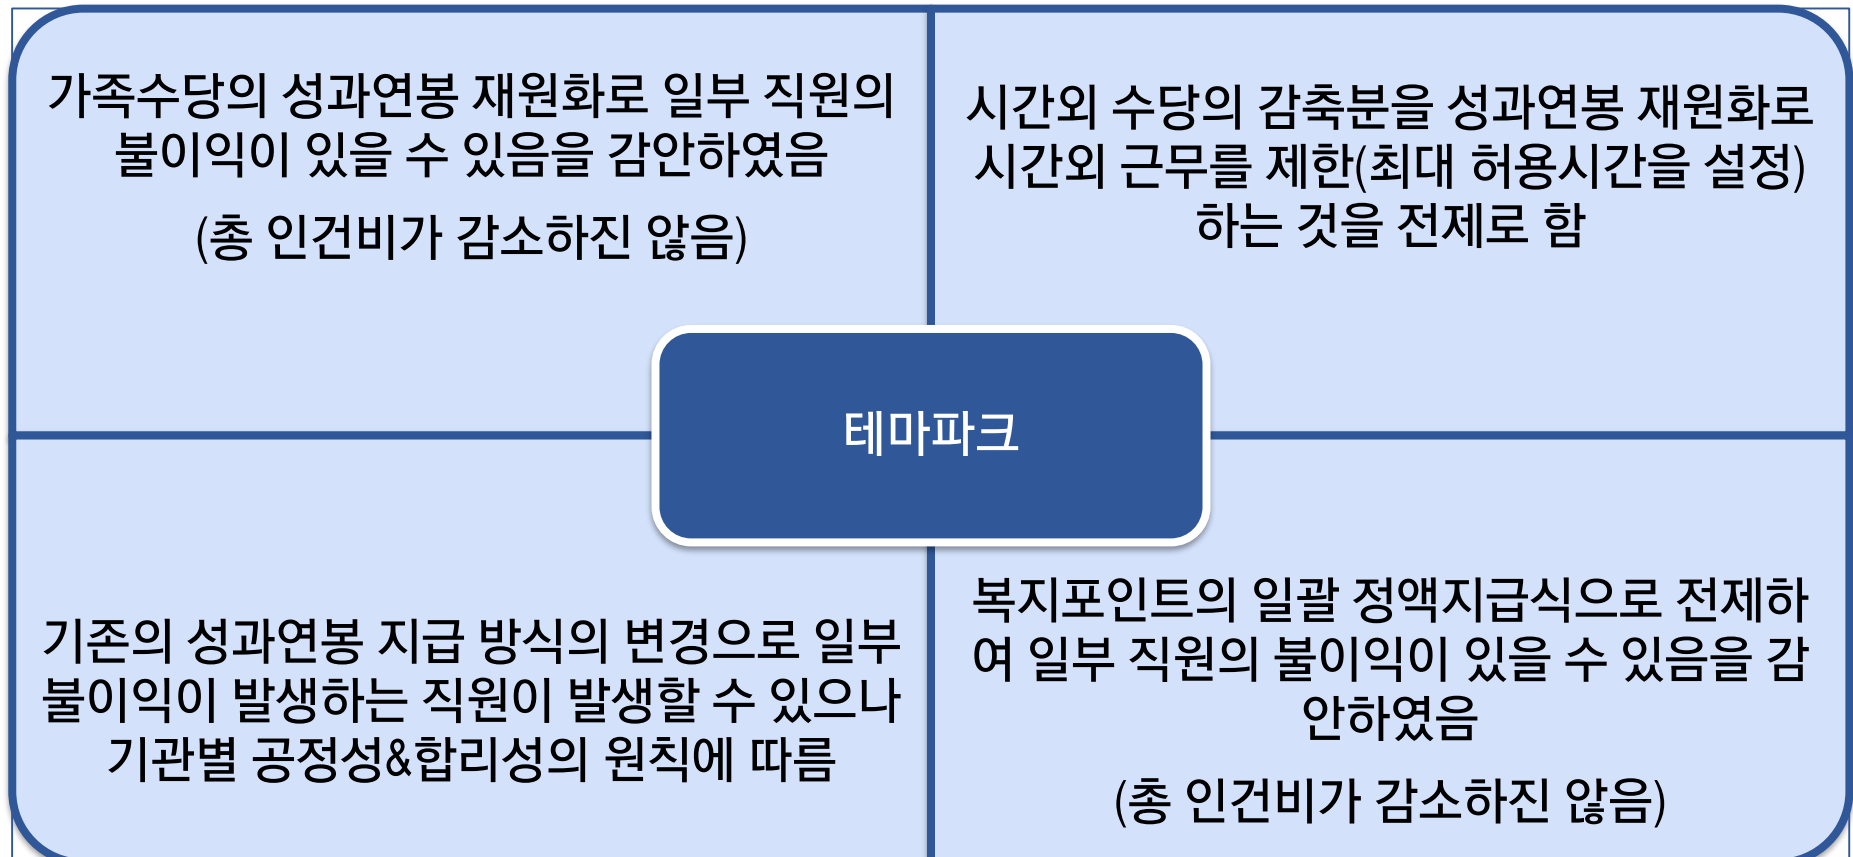 가족수당의 성과연봉 재원화로 일부 직원의
불이익이 있을 수 있음을 감안하였음
(총 인건비가 감소하진 않음)
시간외 수당의 감축분을 성과연봉 재원화로
시간외 근무를 제한(최대 허용시간을 설정)
하는 것을 전제로 함
테마파크
기존의 성과연봉 지급 방식의 변경으로 일부
불이익이 발생하는 직원이 발생할 수 있으나
기관별 공정성&합리성의 원칙에 따름
복지포인트의 일괄 정액지급식으로 전제하
여 일부 직원의 불이익이 있을 수 있음을 감
안하였음
(총 인건비가 감소하진 않음)